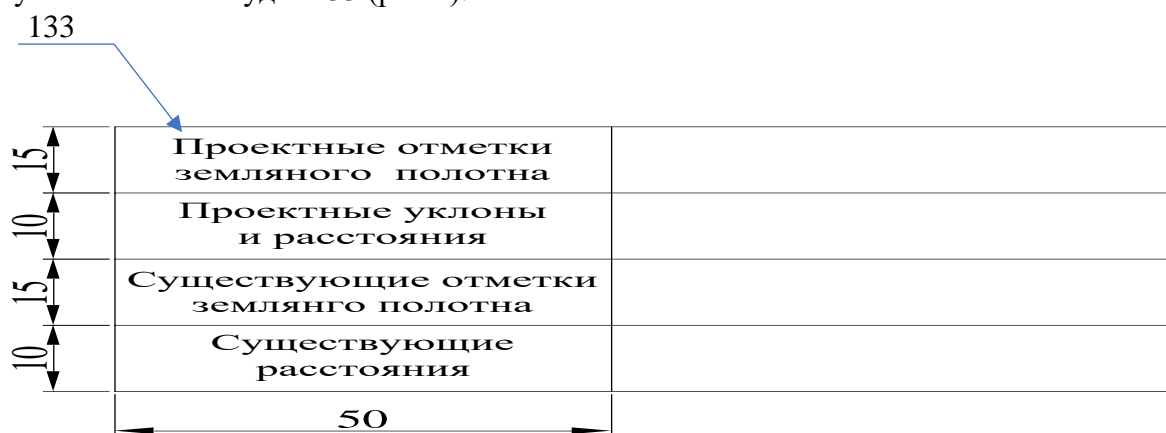 133
15
Проектные отметки
земляного полотна
10
Проектные уклоны
и расстояния
15
Существующие отметки
землянго полотна
10
Существующие
расстояния
50